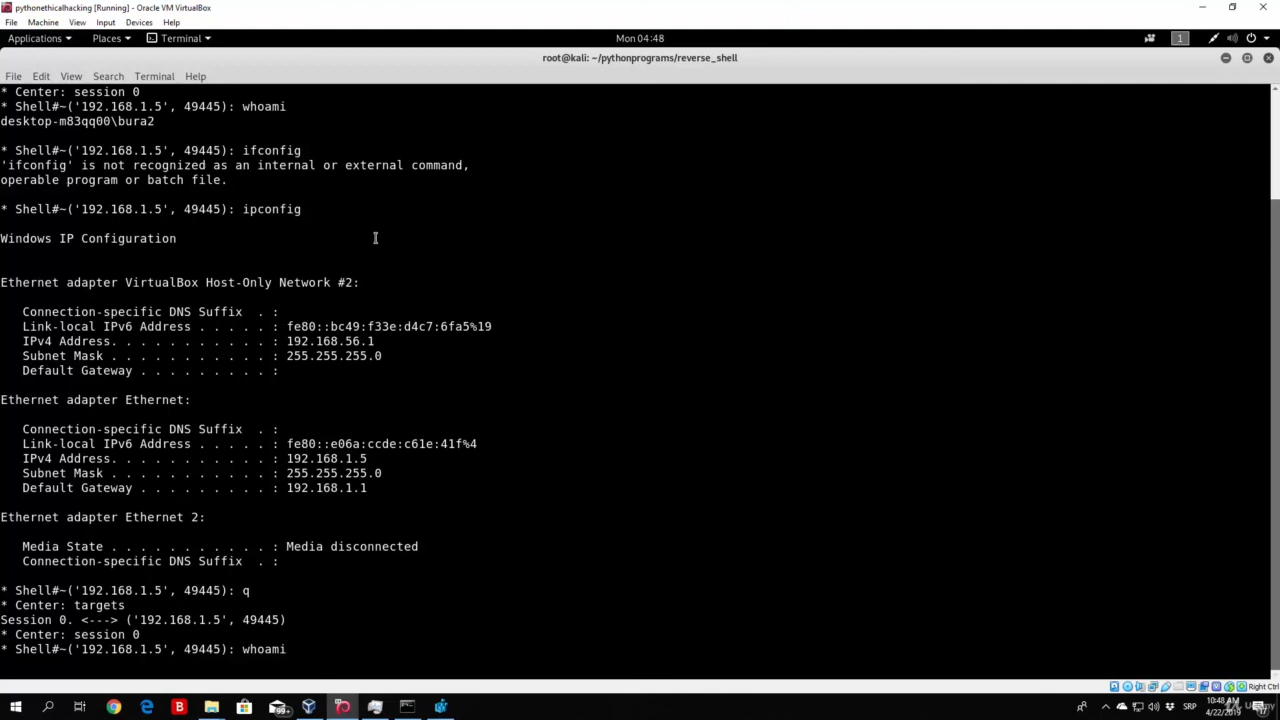 pythonethicalhacking [Running] - Oracle VM VirtualBox
File Machine View Input Devices Help
Applications Places Terminal Mon 04:48 1
root@kali: ~/pythonprograms/reverse_shell
File Edit View Search Terminal Help
* Center: session 0
* Shell#~('192.168.1.5', 49445): whoami
desktop-m83qq00\bura2
* Shell#~('192.168.1.5', 49445): ifconfig
'ifconfig' is not recognized as an internal or external command,
operable program or batch file.
* Shell#~('192.168.1.5', 49445): ipconfig
Windows IP Configuration
Ethernet adapter VirtualBox Host-Only Network #2:
Connection-specific DNS Suffix . :
Link-local IPv6 Address . . . . . : fe80::bc49:f33e:d4c7:6fa5%19
IPv4 Address. . . . . . . . . . . : 192.168.56.1
Subnet Mask . . . . . . . . . . . : 255.255.255.0
Default Gateway . . . . . . . . . :
Ethernet adapter Ethernet:
Connection-specific DNS Suffix . :
Link-local IPv6 Address . . . . . : fe80::e06a:ccde:c61e:41f%4
IPv4 Address. . . . . . . . . . . : 192.168.1.5
Subnet Mask . . . . . . . . . . . : 255.255.255.0
Default Gateway . . . . . . . . . : 192.168.1.1
Ethernet adapter Ethernet 2:
Media State . . . . . . . . . . . : Media disconnected
Connection-specific DNS Suffix . :
* Shell#~('192.168.1.5', 49445): q
* Center: targets
Session 0. <---> ('192.168.1.5', 49445)
* Center: session 0
* Shell#~('192.168.1.5', 49445): whoami
Right Ctrl
B 99+ SRP 10:48 AM
4/22/2019